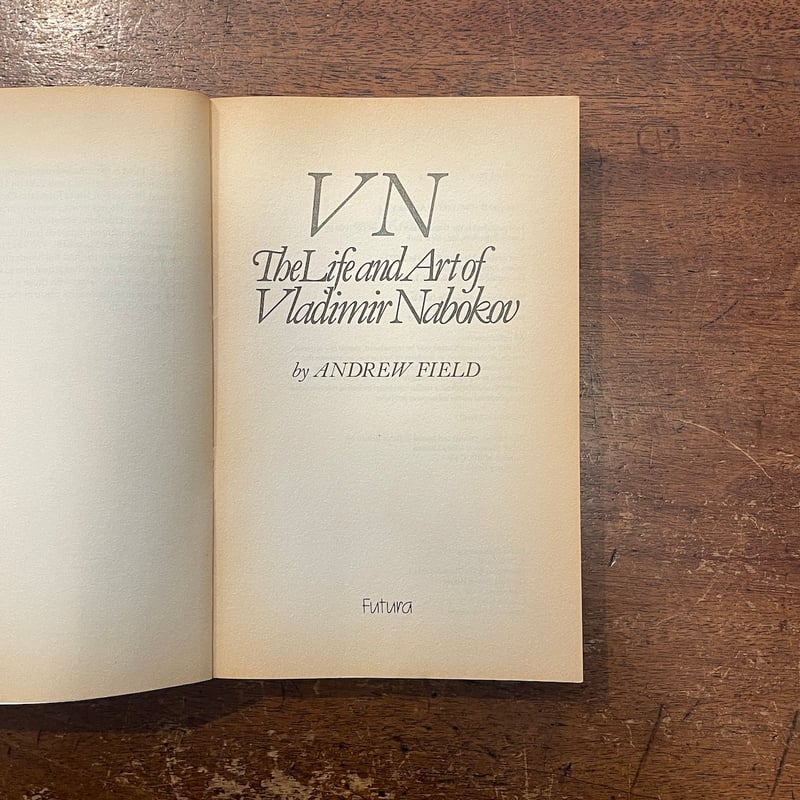 VN
The Life and Art of
Vladimir Nabokov
by ANDREW FIELD
Futura